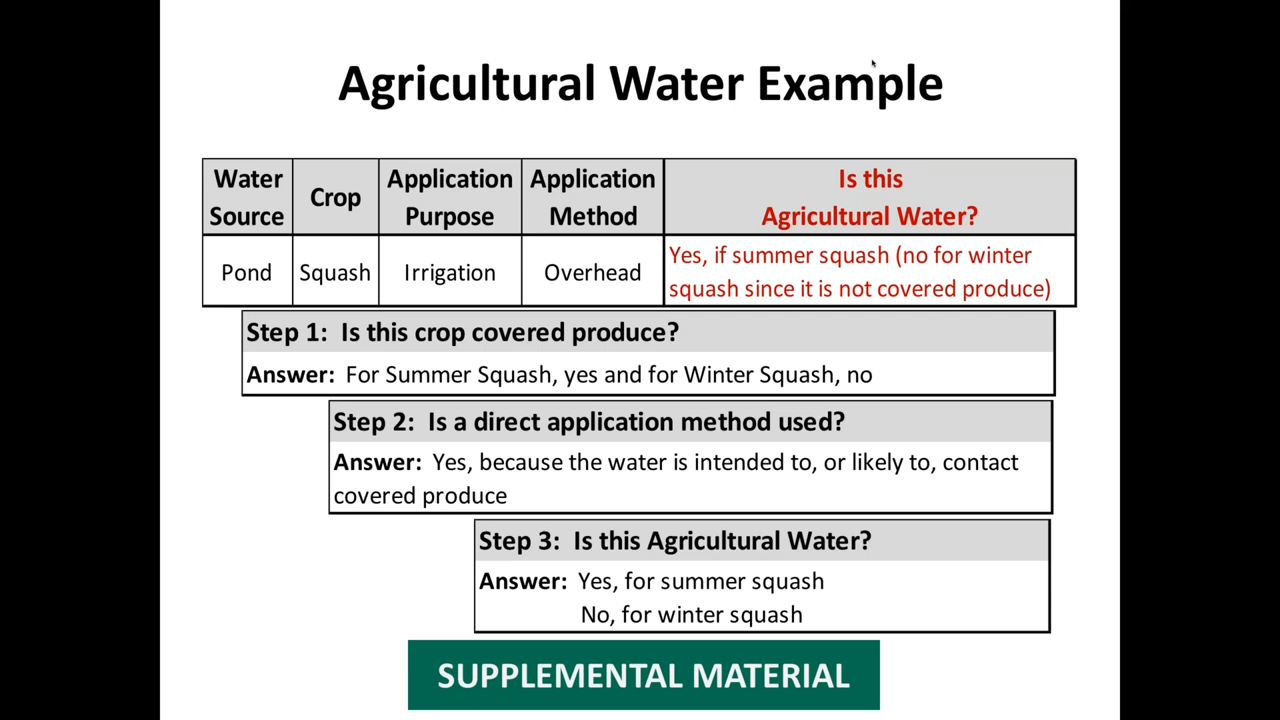 Agricultural Water Example
Water Source
Crop
Application Purpose
Application Method
Is this Agricultural Water?
Pond
Squash
Irrigation
Overhead
Yes, if summer squash (no for winter
squash since it is not covered produce)
Step 1: Is this crop covered produce?
Answer: For Summer Squash, yes and for Winter Squash, no
Step 2: Is a direct application method used?
Answer: Yes, because the water is intended to, or likely to, contact
covered produce
Step 3: Is this Agricultural Water?
Answer: Yes, for summer squash
No, for winter squash
SUPPLEMENTAL MATERIAL